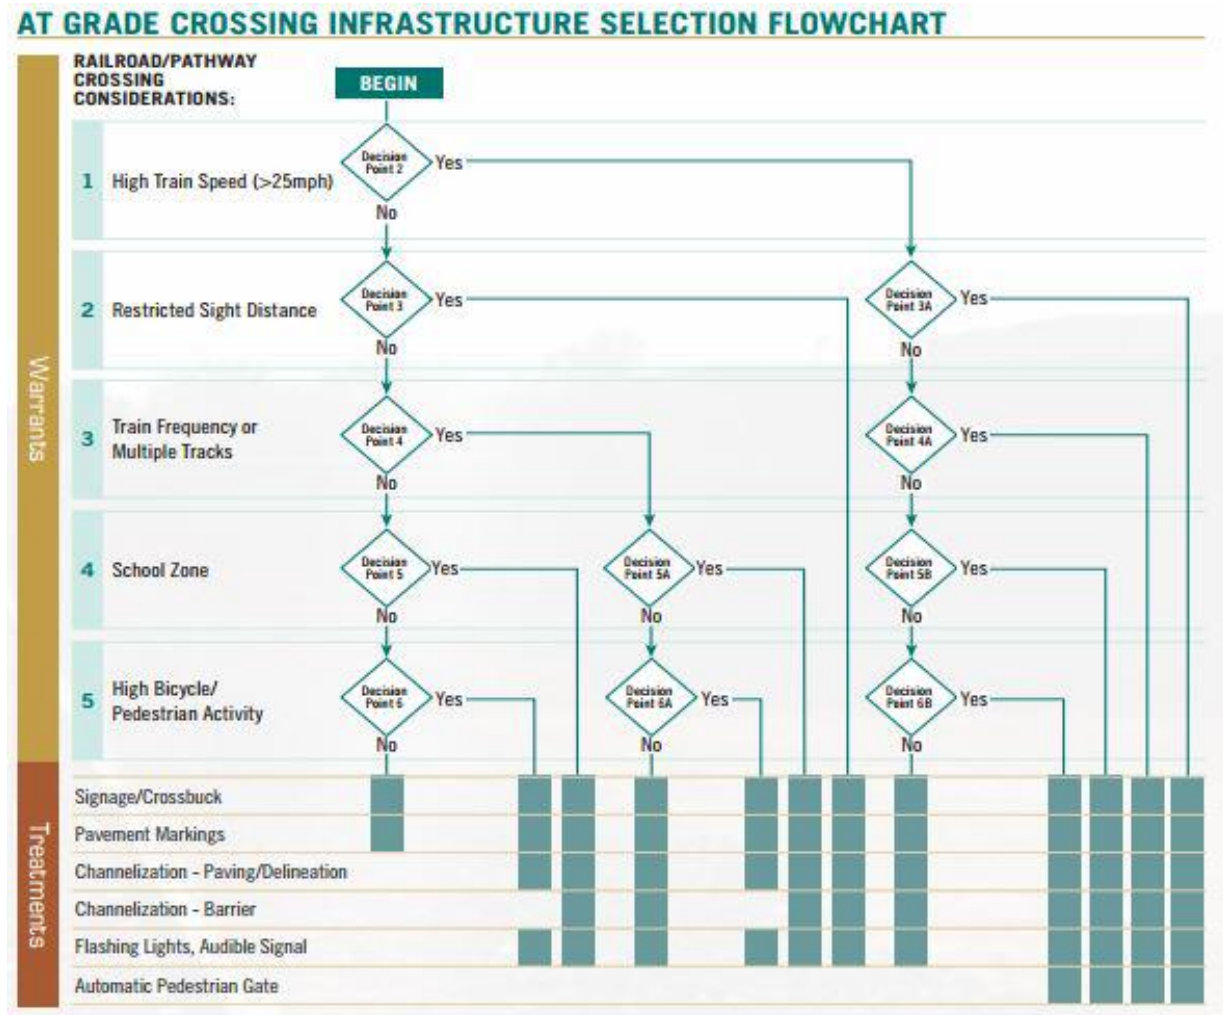 AT GRADE CROSSING INFRASTRUCTURE SELECTION FLOWCHART
RAILROAD/PATHWAY
CROSSING
CONSIDERATIONS:
BEGIN
Warrants
1
High Train Speed (>25mph)
Decision
Point 2
Yes
No
2
Restricted Sight Distance
Decision
Point 3
Yes
No
Decision
Point 3A
Yes
No
3
Train Frequency or
Multiple Tracks
Decision
Point 4
Yes
No
Decision
Point 4A
Yes
No
4
School Zone
Decision
Point 5
Yes
No
Decision
Point 5A
Yes
No
Decision
Point 5B
Yes
No
5
High Bicycle/
Pedestrian Activity
Decision
Point 6
Yes
No
Decision
Point 6A
Yes
No
Decision
Point 6B
Yes
No
Treatments
Signage/Crossbuck
Pavement Markings
Channelization - Paving/Delineation
Channelization - Barrier
Flashing Lights, Audible Signal
Automatic Pedestrian Gate